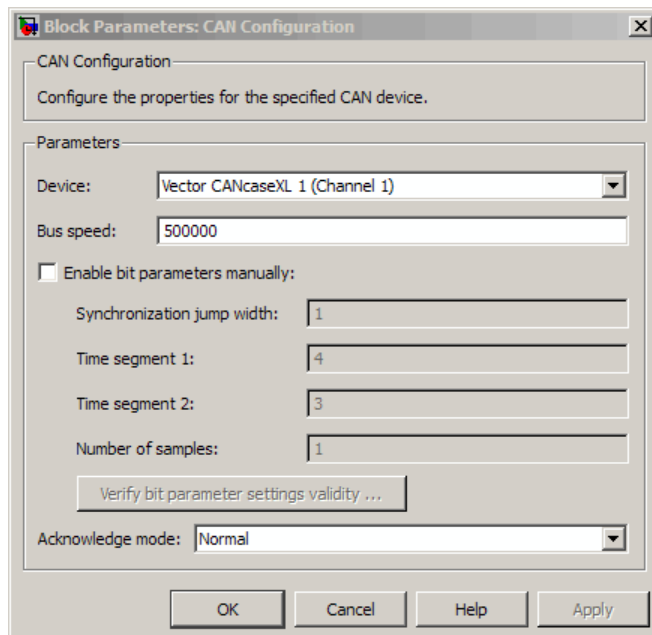 Block Parameters: CAN Configuration
CAN Configuration
Configure the properties for the specified CAN device.
Parameters
Device: Vector CANcaseXL 1 (Channel 1)
Bus speed: 500000
Enable bit parameters manually:
Synchronization jump width: 1
Time segment 1: 4
Time segment 2: 3
Number of samples: 1
Verify bit parameter settings validity ...
Acknowledge mode: Normal
OK Cancel Help Apply